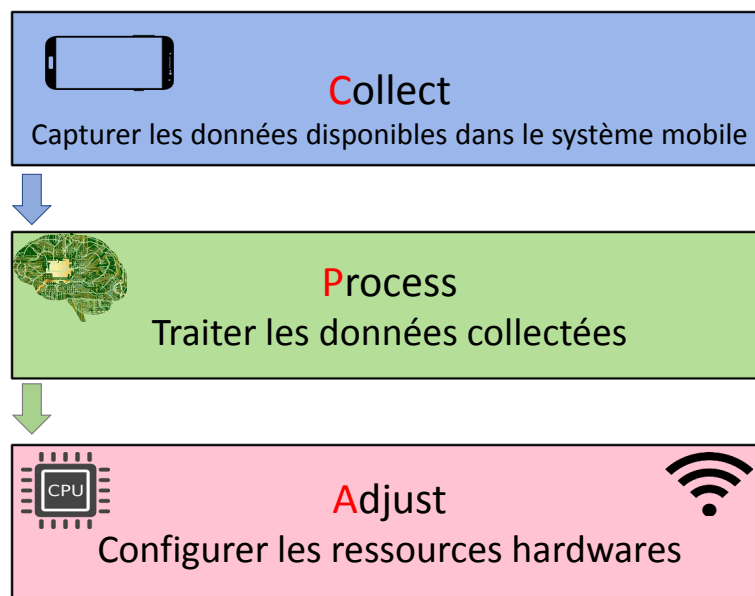 Collect
Capturer les données disponibles dans le système mobile
Process
Traiter les données collectées
CPU
Adjust
Configurer les ressources hardwares